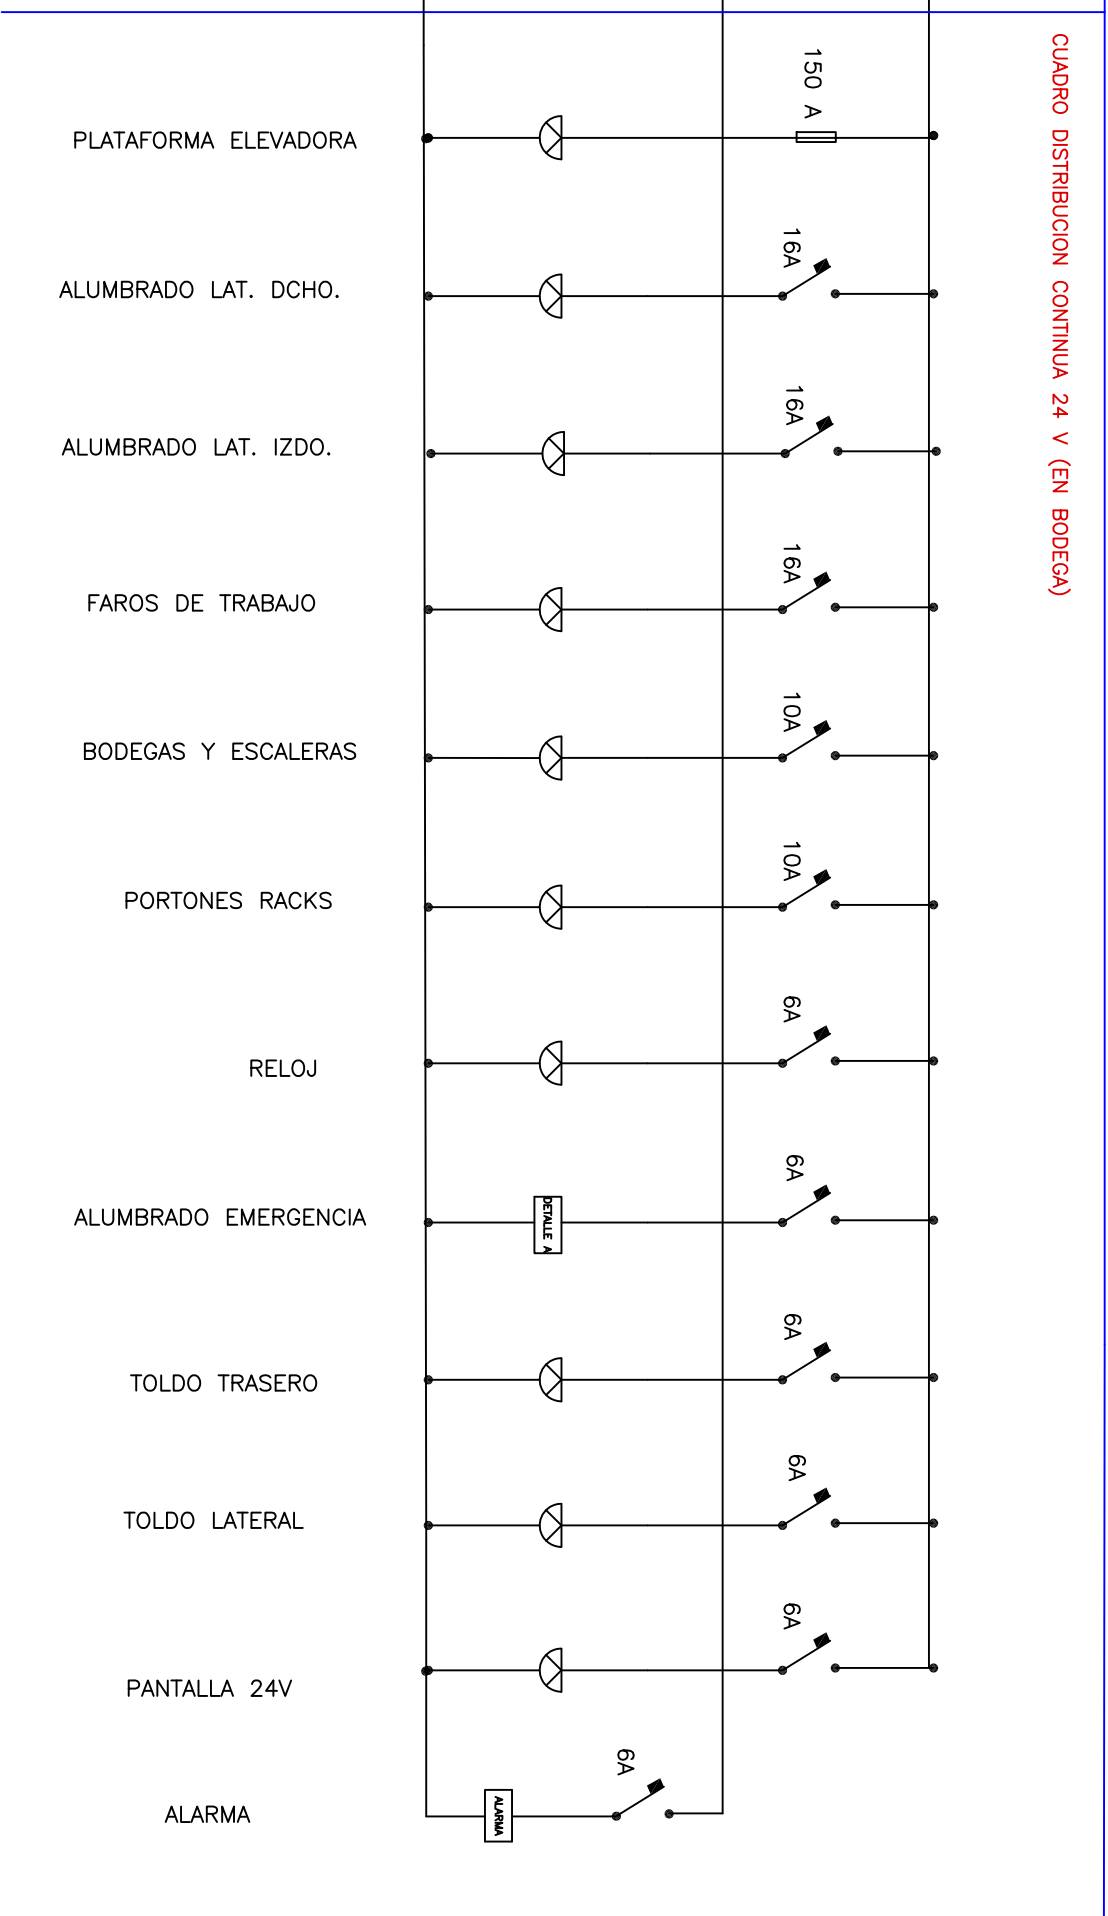 CUADRO DISTRIBUCION CONTINUA 24 V (EN BODEGA)
150 A
PLATAFORMA ELEVADORA
16A
ALUMBRADO LAT. DCHO.
16A
ALUMBRADO LAT. IZDO.
16A
FAROS DE TRABAJO
10A
BODEGAS Y ESCALERAS
10A
PORTONES RACKS
6A
RELOJ
6A
ALUMBRADO EMERGENCIA
DETALLE A
6A
TOLDO TRASERO
6A
TOLDO LATERAL
6A
PANTALLA 24V
6A
ALARMA
ALARMA